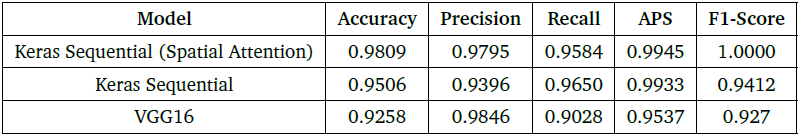 Model Accuracy Precision Recall APS F1-Score
Keras Sequential (Spatial Attention) 0.9809 0.9795 0.9584 0.9945 1.0000
Keras Sequential 0.9506 0.9396 0.9650 0.9933 0.9412
VGG16 0.9258 0.9846 0.9028 0.9537 0.927